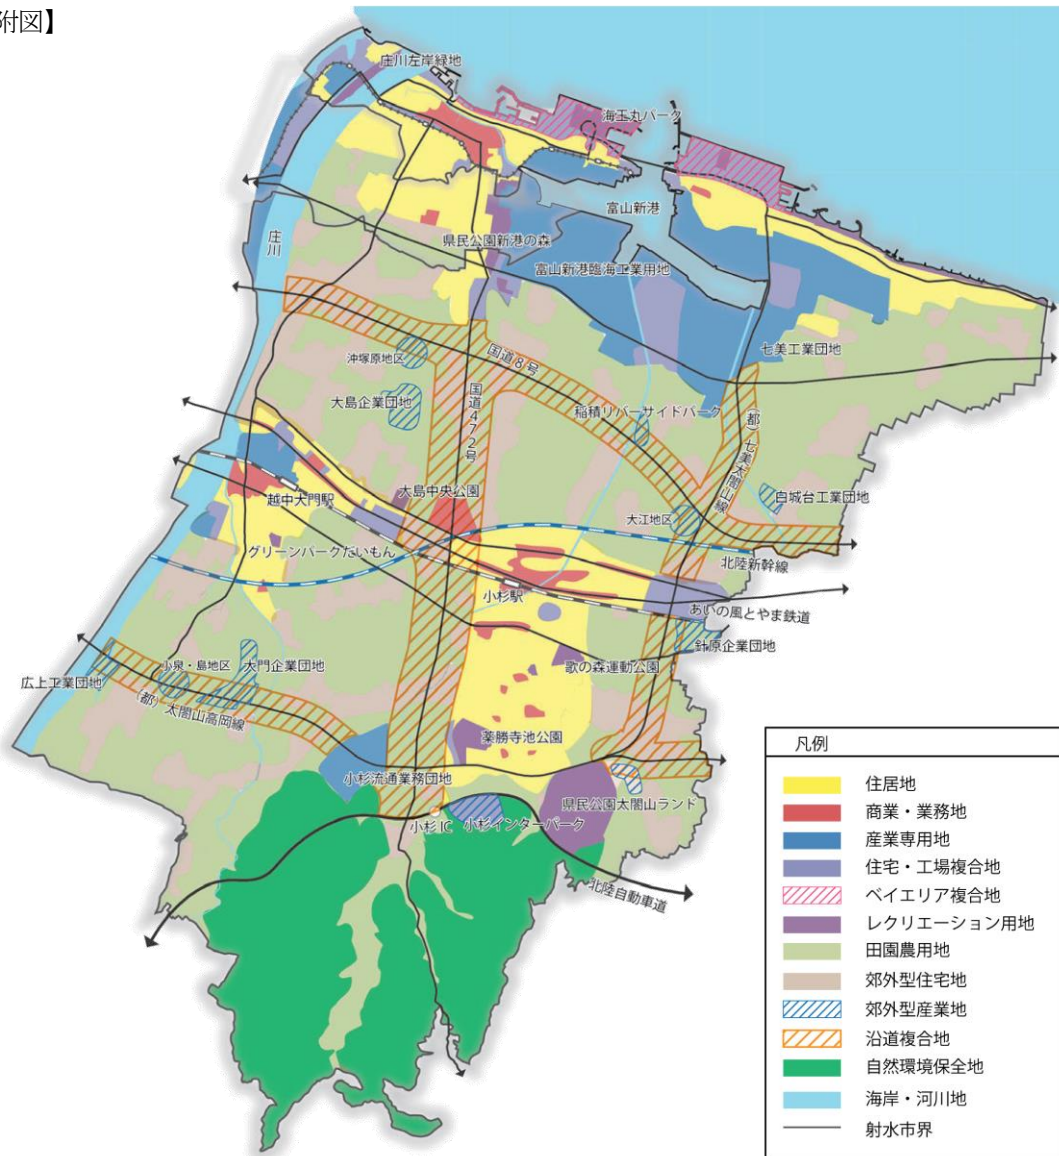 附図】
庄川左岸緑地
海王丸パーク
富山新港
庄川
県民公園新港の森
富山新港臨海工業用地
七美工業団地
国道8号
沖塚原地区
国道472号
大島企業団地
稲積リバーサイドパーク
(都)七美太閤山線
大島中央公園
白城台工業団地
越中大門駅
大江地区
グリーンパークだいもん
北陸新幹線
小杉駅
あいの風とやま鉄道
針原企業団地
小泉・島地区
大門企業団地
歌の森運動公園
広上工業団地
(都)太閤山高岡線
薬勝寺池公園
小杉流通業務団地
県民公園太閤山ランド
小杉IC
小杉インターパーク
北陸自動車道
凡例
住居地
商業・業務地
産業専用地
住宅・工場複合地
ベイエリア複合地
レクリエーション用地
田園農用地
郊外型住宅地
郊外型産業地
沿道複合地
自然環境保全地
海岸・河川地
射水市界